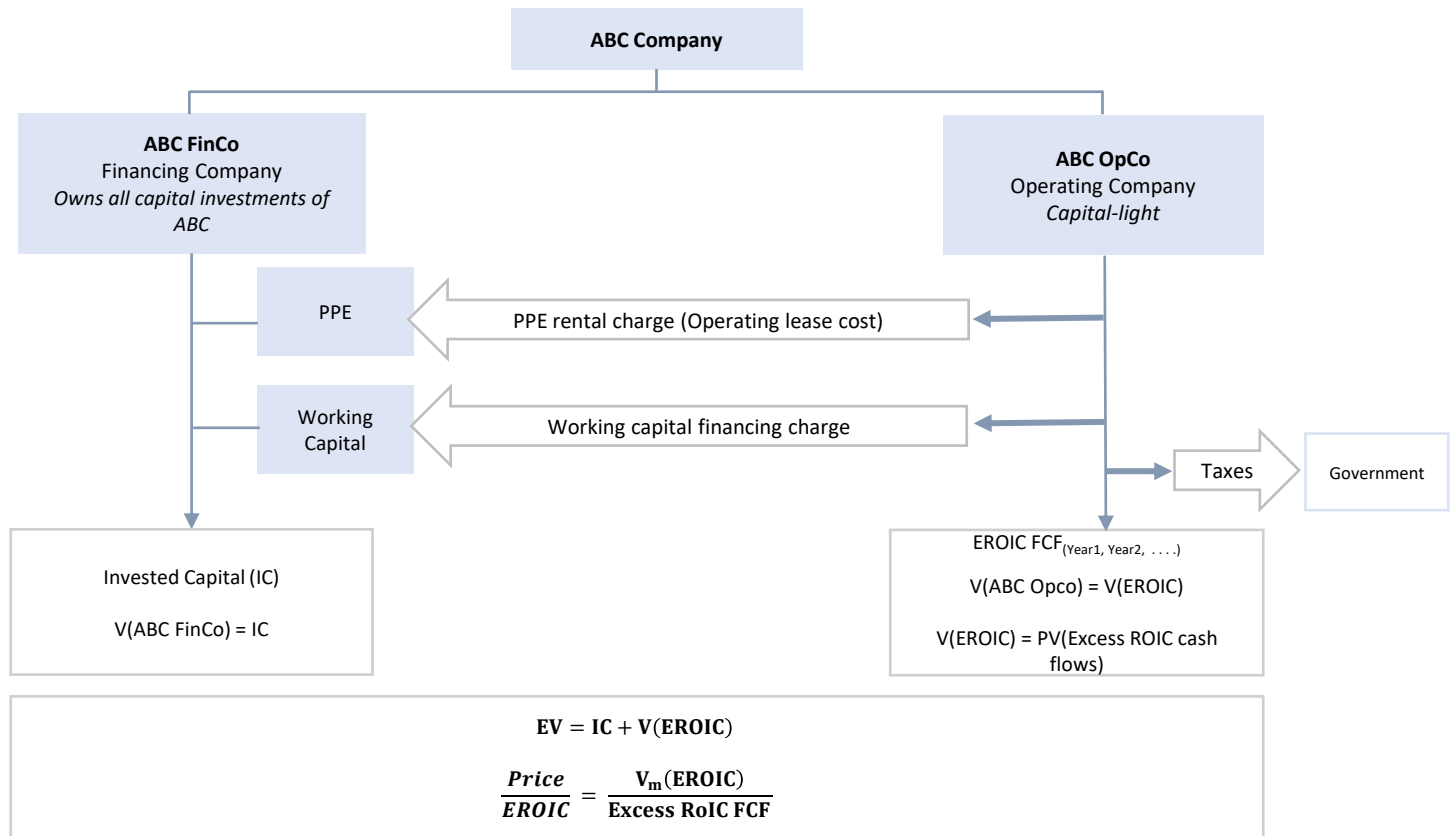 ABC Company
ABC FinCo
Financing Company
Owns all capital investments of
ABC
ABC OpCo
Operating Company
Capital-light
PPE
PPE rental charge (Operating lease cost)
Working
Capital
Working capital financing charge
Taxes
Government
Invested Capital (IC)
V(ABC FinCo) = IC
EROIC FCF(Year1, Year2, ....)
V(ABC Opco) = V(EROIC)
V(EROIC) = PV(Excess ROIC cash
flows)
EV = IC + V(EROIC)
Price/EROIC = Vm(EROIC)/Excess RoIC FCF